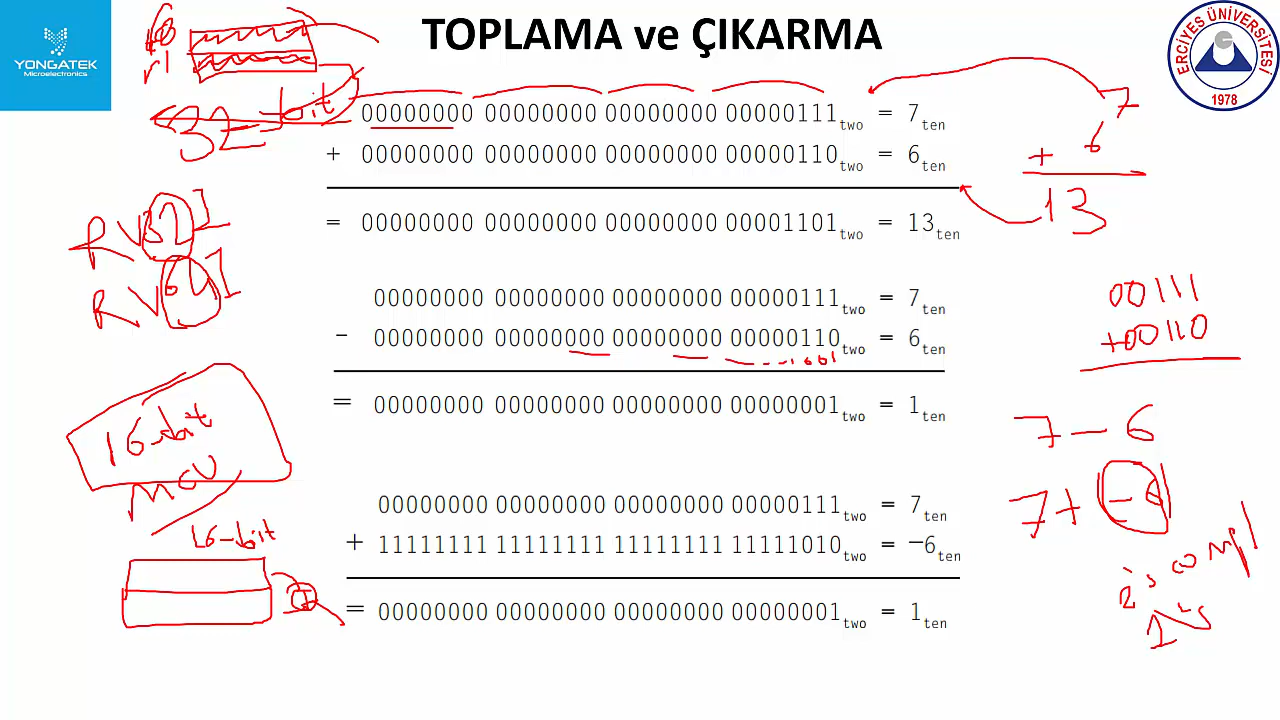 TOPLAMA ve ÇIKARMA
YONGATEK
Microelectronics
ERCİYES ÜNİVERSİTESİ
1978
r1
32-bit
00000000 00000000 00000000 00000111two = 7ten
+ 00000000 00000000 00000000 00000110two = 6ten
= 00000000 00000000 00000000 00001101two = 13ten
7
+ 6
13
RV32I
RV64I
00000000 00000000 00000000 00000111two = 7ten
- 00000000 00000000 00000000 00000110two = 6ten
= 00000000 00000000 00000000 00000001two = 1ten
00111
+00110
16-bit
MCU
16-bit
7-6
7+ -6
2's compl
1's
00000000 00000000 00000000 00000111two = 7ten
+ 11111111 11111111 11111111 11111010two = -6ten
= 00000000 00000000 00000000 00000001two = 1ten